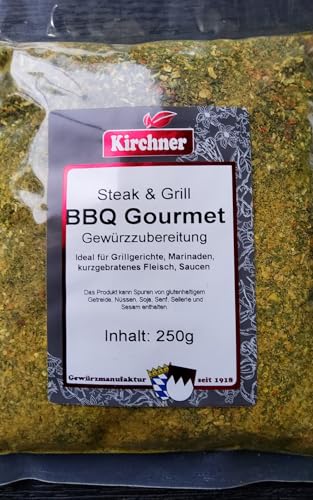 Kirchner
Steak & Grill
BBQ Gourmet
Gewürzzubereitung
Ideal für Grillgerichte, Marinaden,
kurzgebratenes Fleisch, Saucen
Das Produkt kann Spuren von glutenhaltigem
Getreide, Nüssen, Soja, Senf, Sellerie und
Sesam enthalten.
Inhalt: 250g
Gewürzmanufaktur seit 1918